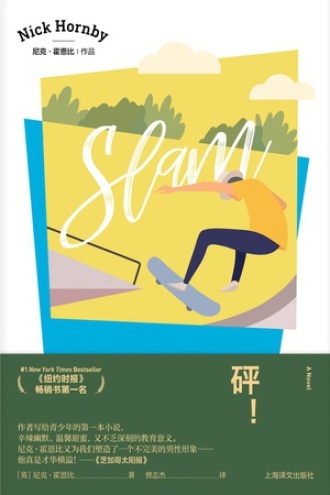 Nick Hornby
尼克·霍恩比 | 作品
Slam
#1 New York Times Bestseller
《纽约时报》
畅销书第一名
砰！
A Novel
作者写给青少年的第一本小说，
辛辣幽默、温馨甜蜜，又不乏深刻的教育意义。
尼克·霍恩比又为我们塑造了一个不完美的男性形象……
他真是才华横溢！——《芝加哥太阳报》
[英] 尼克·霍恩比 著 曾志杰 译
上海译文出版社